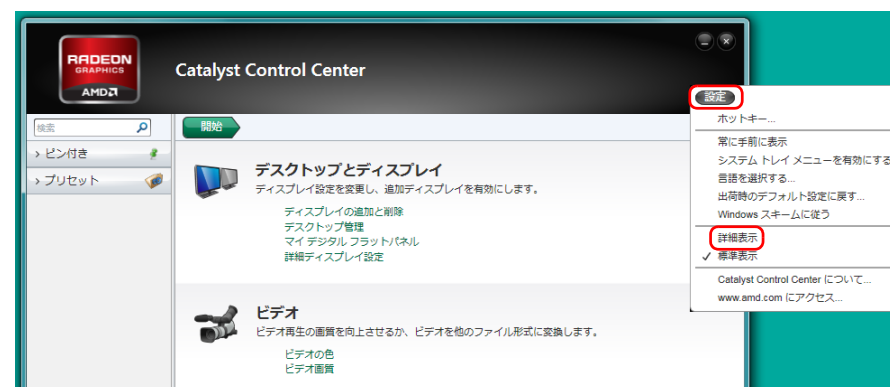 RADEON
GRAPHICS
AMD
Catalyst Control Center
設定
ホットキー...
常に手前に表示
システム トレイ メニューを有効にする
言語を選択する...
出荷時のデフォルト設定に戻す...
Windows スキームに従う
詳細表示
✓ 標準表示
Catalyst Control Center について...
www.amd.com にアクセス...
検索
› ピン付き
› プリセット
開始
デスクトップとディスプレイ
ディスプレイ設定を変更し、追加ディスプレイを有効にします。
ディスプレイの追加と削除
デスクトップ管理
マイ デジタル フラットパネル
詳細ディスプレイ設定
ビデオ
ビデオ再生の画質を向上させるか、ビデオを他のファイル形式に変換します。
ビデオの色
ビデオ画質